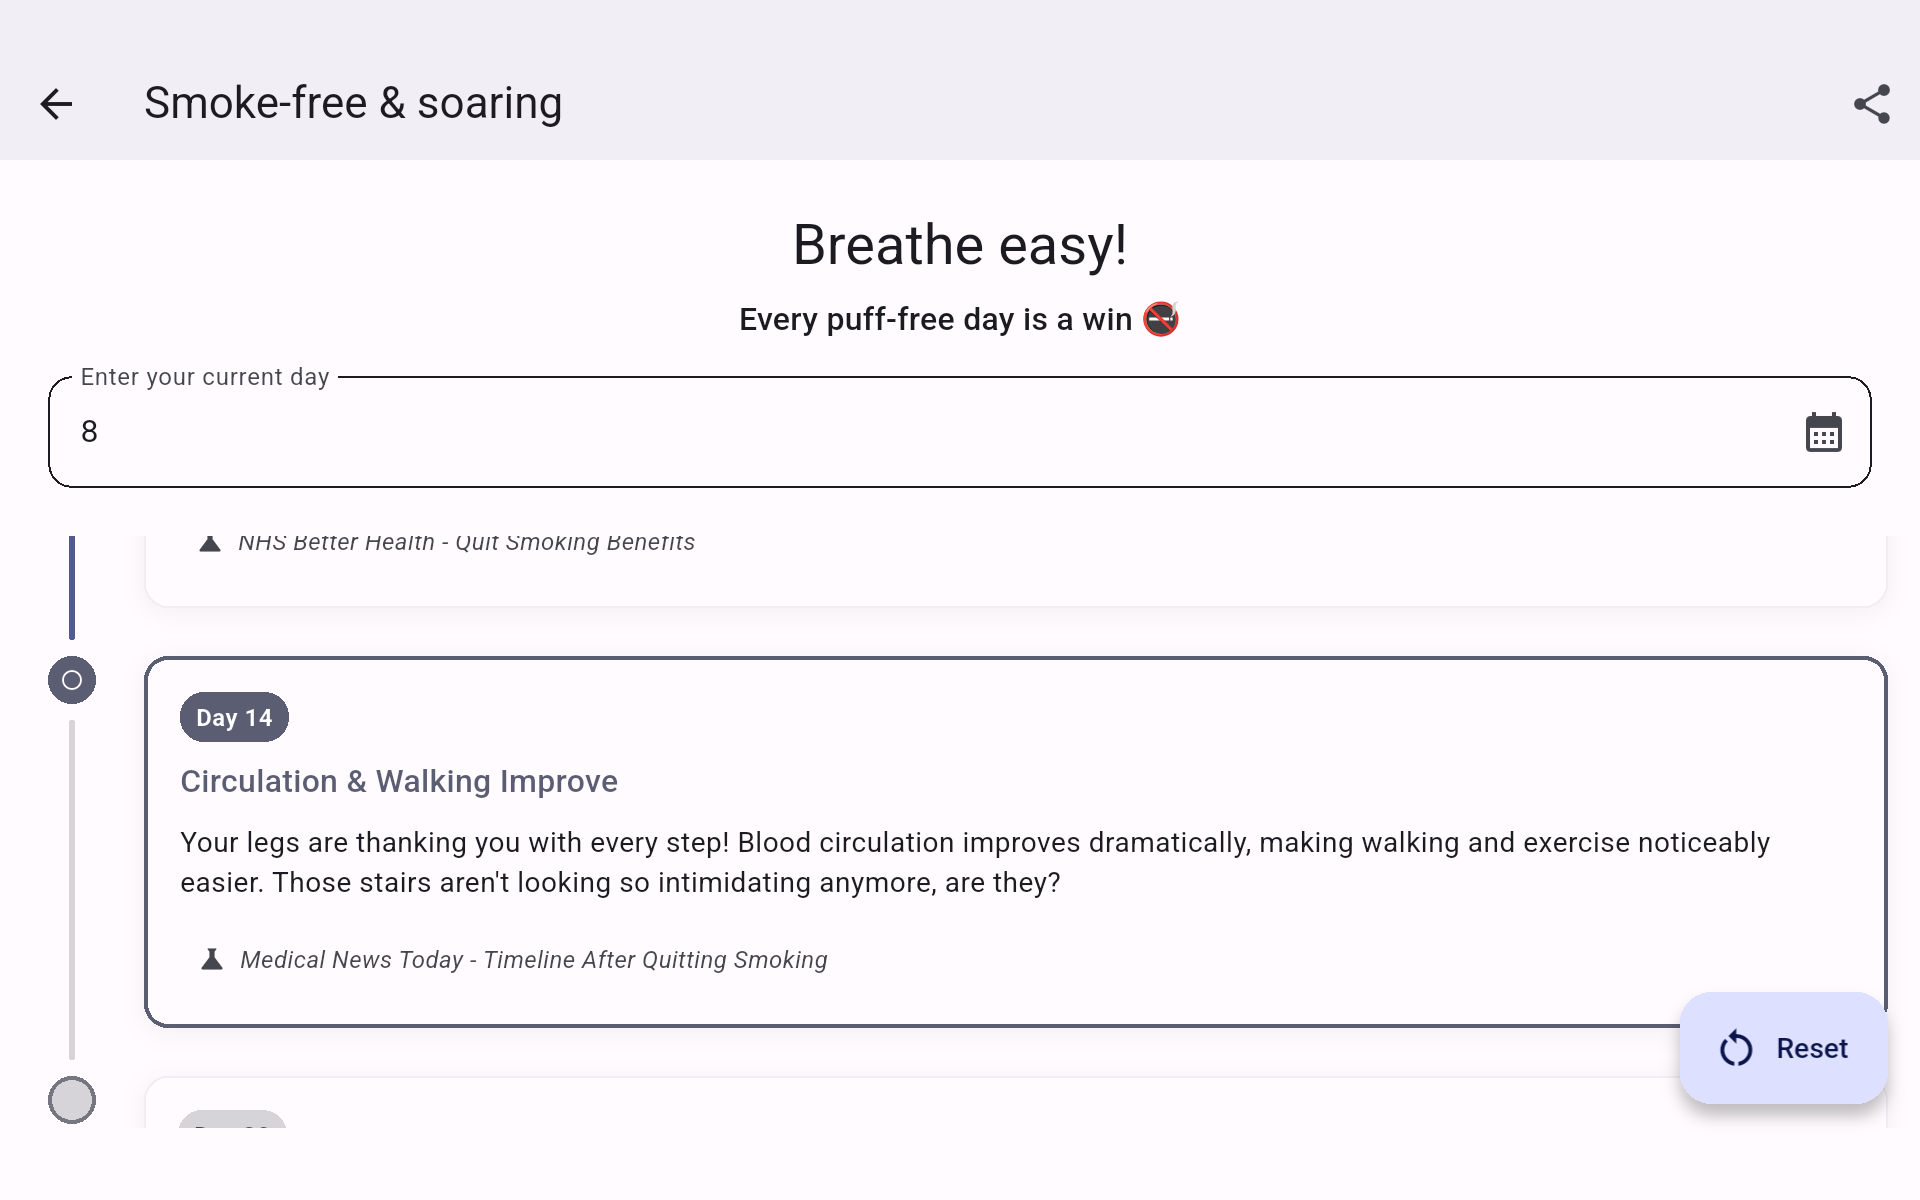 Smoke-free & soaring
Breathe easy!
Every puff-free day is a win 🚭
Enter your current day
8
NHS Better Health - Quit Smoking Benefits
Day 14
Circulation & Walking Improve
Your legs are thanking you with every step! Blood circulation improves dramatically, making walking and exercise noticeably
easier. Those stairs aren't looking so intimidating anymore, are they?
Medical News Today - Timeline After Quitting Smoking
Reset